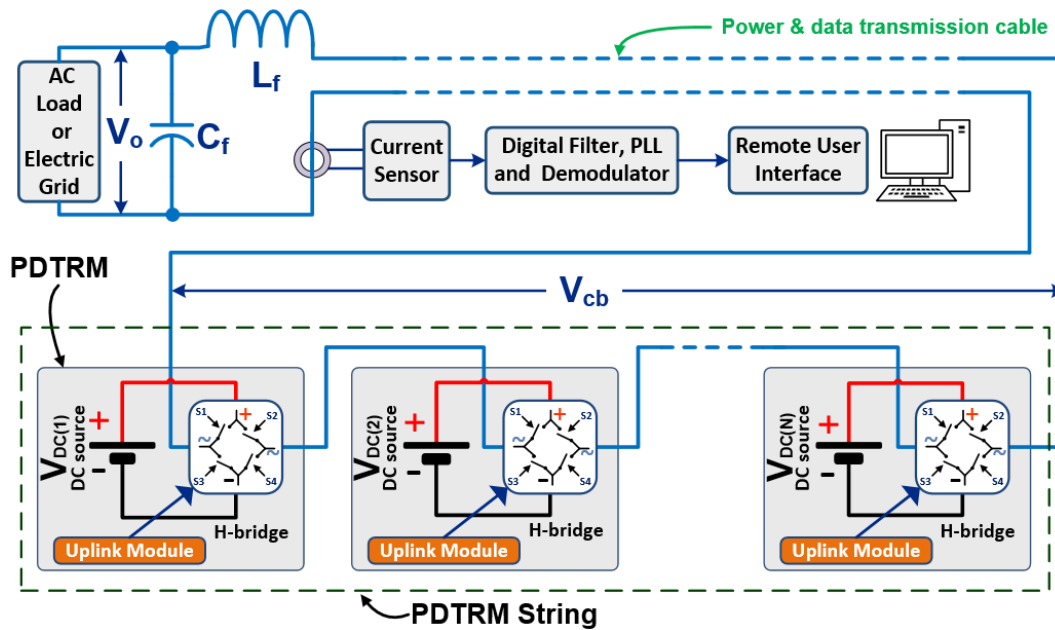 Power & data transmission cable
AC
Load
or
Electric
Grid
Vo
Cf
Lf
Current
Sensor
Digital Filter, PLL
and Demodulator
Remote User
Interface
PDTRM
Vcb
VDC(1)
DC source
+
-
S1
S2
S3
S4
+
-
~
~
H-bridge
Uplink Module
VDC(2)
DC source
+
-
S1
S2
S3
S4
+
-
~
~
H-bridge
Uplink Module
VDC(N)
DC source
+
-
S1
S2
S3
S4
+
-
~
~
H-bridge
Uplink Module
PDTRM String